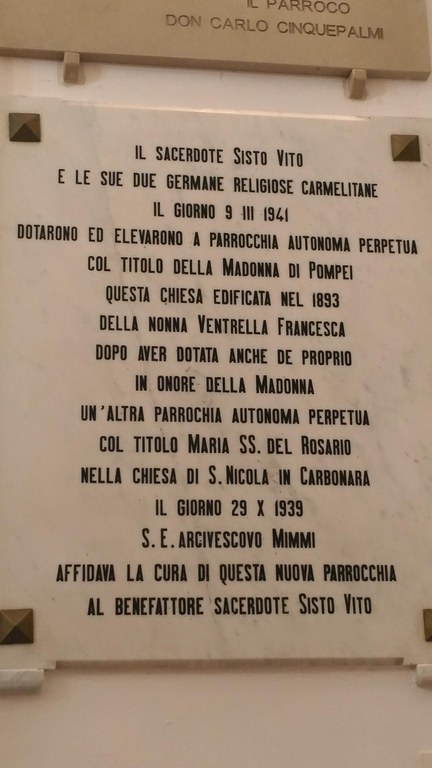 IL PARROCO
DON CARLO CINQUEPALMI
IL SACERDOTE SISTO VITO
E LE SUE DUE GERMANE RELIGIOSE CARMELITANE
IL GIORNO 9 III 1941
DOTARONO ED ELEVARONO A PARROCCHIA AUTONOMA PERPETUA
COL TITOLO DELLA MADONNA DI POMPEI
QUESTA CHIESA EDIFICATA NEL 1893
DELLA NONNA VENTRELLA FRANCESCA
DOPO AVER DOTATA ANCHE DE PROPRIO
IN ONORE DELLA MADONNA
UN'ALTRA PARROCHIA AUTONOMA PERPETUA
COL TITOLO MARIA SS. DEL ROSARIO
NELLA CHIESA DI S. NICOLA IN CARBONARA
IL GIORNO 29 X 1939
S. E. ARCIVESCOVO MIMMI
AFFIDAVA LA CURA DI QUESTA NUOVA PARROCCHIA
AL BENEFATTORE SACERDOTE SISTO VITO